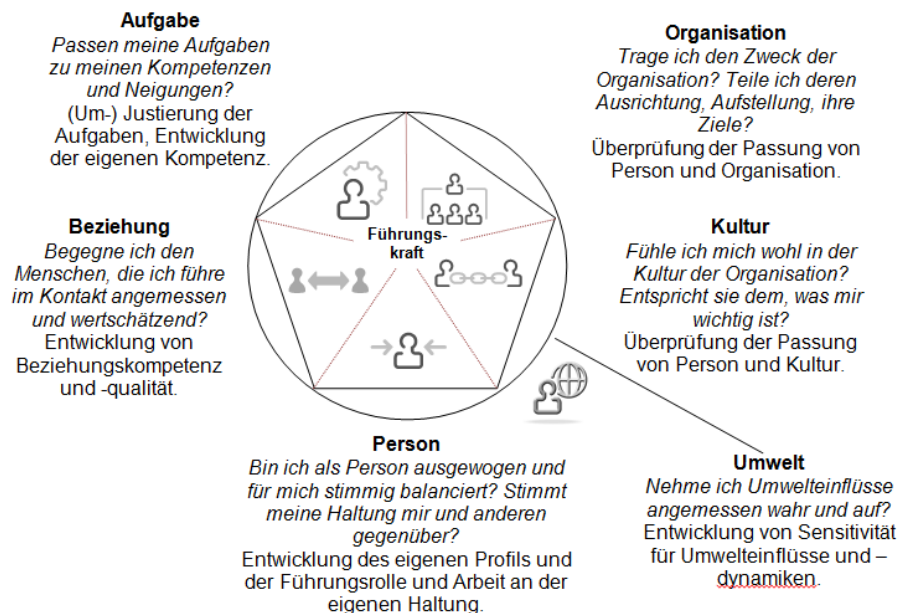 Aufgabe
Passen meine Aufgaben
zu meinen Kompetenzen
und Neigungen?
(Um-) Justierung der
Aufgaben, Entwicklung
der eigenen Kompetenz.
Organisation
Trage ich den Zweck der
Organisation? Teile ich deren
Ausrichtung, Aufstellung, ihre
Ziele?
Überprüfung der Passung von
Person und Organisation.
Beziehung
Begegne ich den
Menschen, die ich führe
im Kontakt angemessen
und wertschätzend?
Entwicklung von
Beziehungskompetenz
und -qualität.
Führungs-
kraft
Kultur
Fühle ich mich wohl in der
Kultur der Organisation?
Entspricht sie dem, was mir
wichtig ist?
Überprüfung der Passung
von Person und Kultur.
Person
Bin ich als Person ausgewogen und
für mich stimmig balanciert? Stimmt
meine Haltung mir und anderen
gegenüber?
Entwicklung des eigenen Profils und
der Führungsrolle und Arbeit an der
eigenen Haltung.
Umwelt
Nehme ich Umwelteinflüsse
angemessen wahr und auf?
Entwicklung von Sensitivität
für Umwelteinflüsse und –
dynamiken.